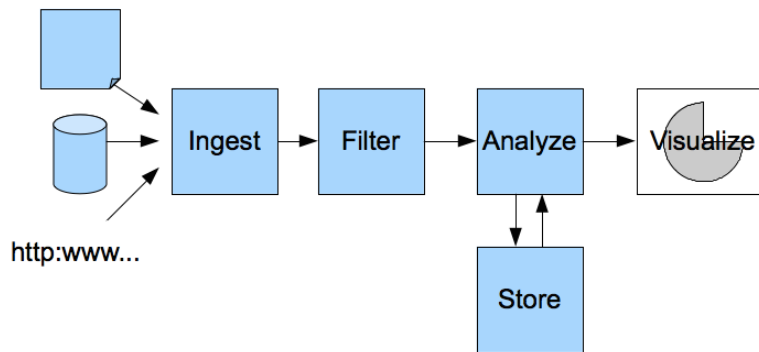 Ingest
Filter
Analyze
Visualize
http:www...
Store